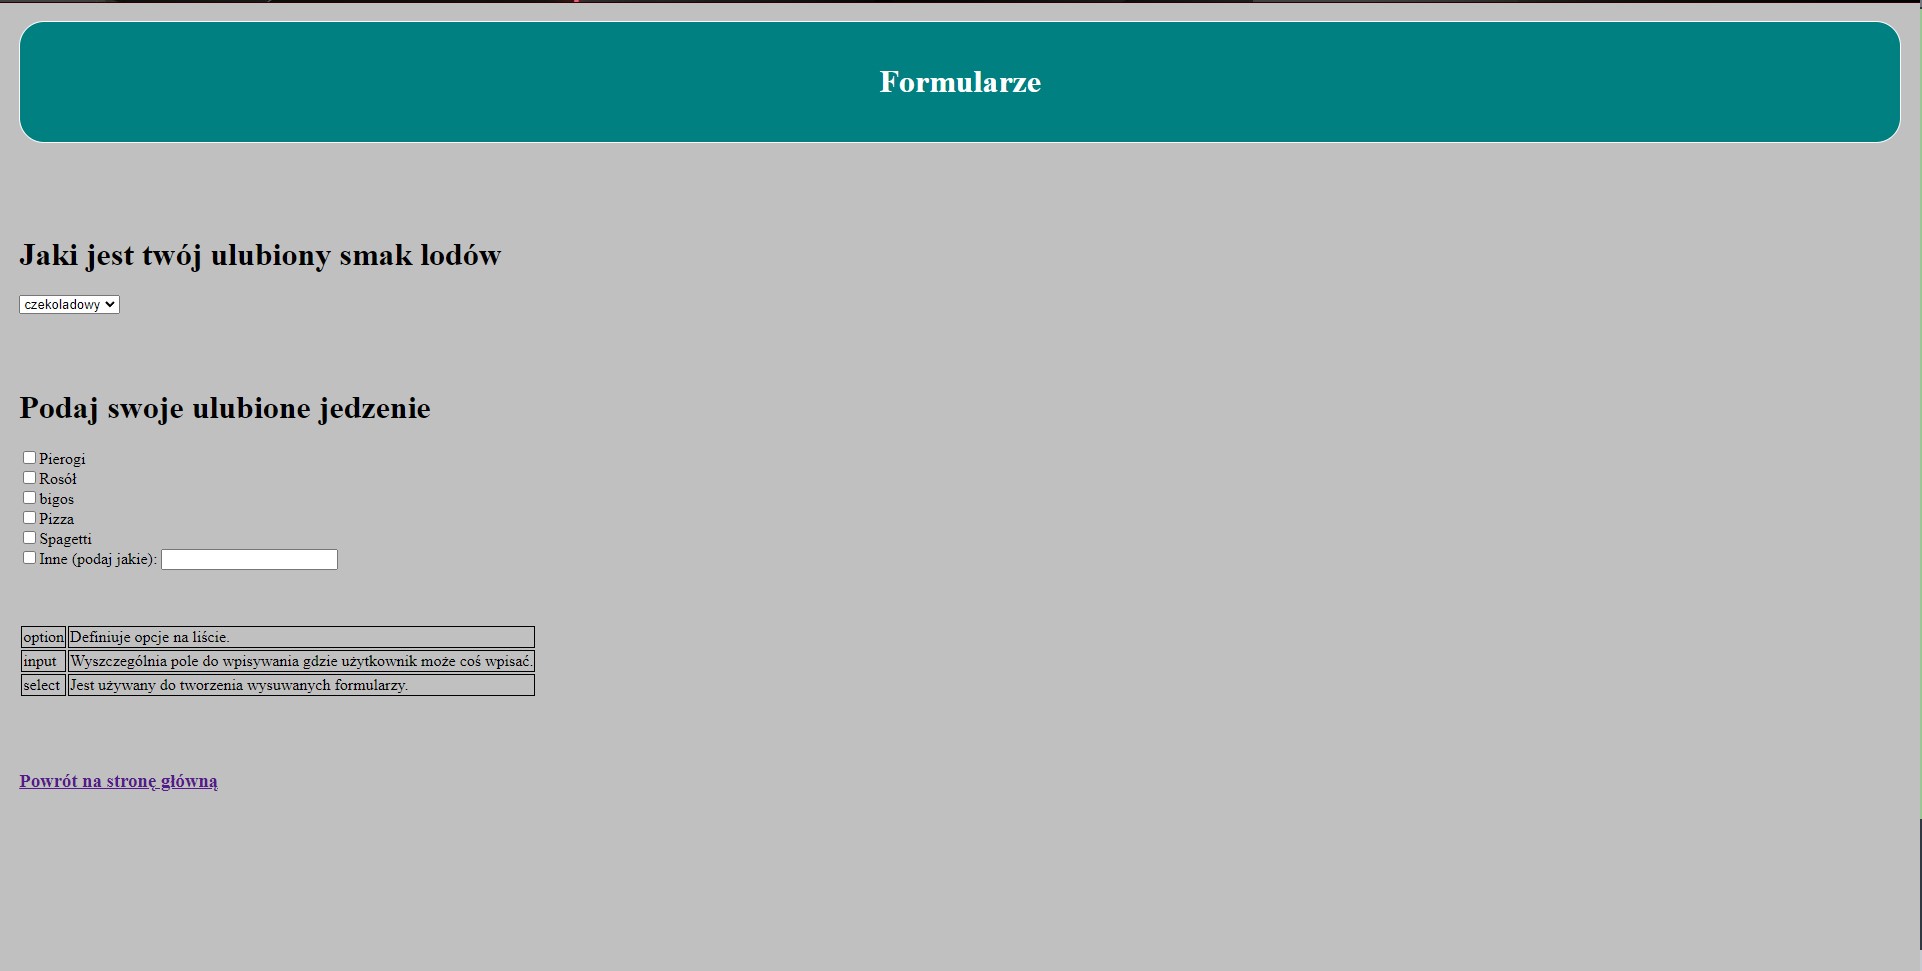 Formularze
Jaki jest twój ulubiony smak lodów
czekoladowy
Podaj swoje ulubione jedzenie
Pierogi
Rosół
bigos
Pizza
Spagetti
Inne (podaj jakie):
option Definiuje opcje na liście.
input Wyszczególnia pole do wpisywania gdzie użytkownik może coś wpisać.
select Jest używany do tworzenia wysuwanych formularzy.
Powrót na stronę główną